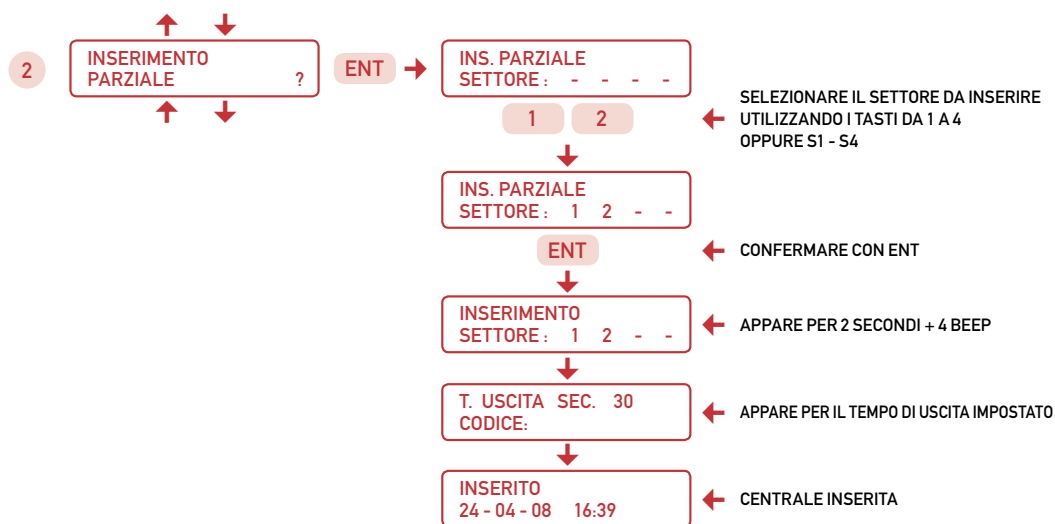 2
INSERIMENTO
PARZIALE ?
ENT
INS. PARZIALE
SETTORE : - - - -
1 2
SELEZIONARE IL SETTORE DA INSERIRE
UTILIZZANDO I TASTI DA 1 A 4
OPPURE S1 - S4
INS. PARZIALE
SETTORE : 1 2 - -
ENT
CONFERMARE CON ENT
INSERIMENTO
SETTORE : 1 2 - -
APPARE PER 2 SECONDI + 4 BEEP
T. USCITA SEC. 30
CODICE:
APPARE PER IL TEMPO DI USCITA IMPOSTATO
INSERITO
24 - 04 - 08 16:39
CENTRALE INSERITA